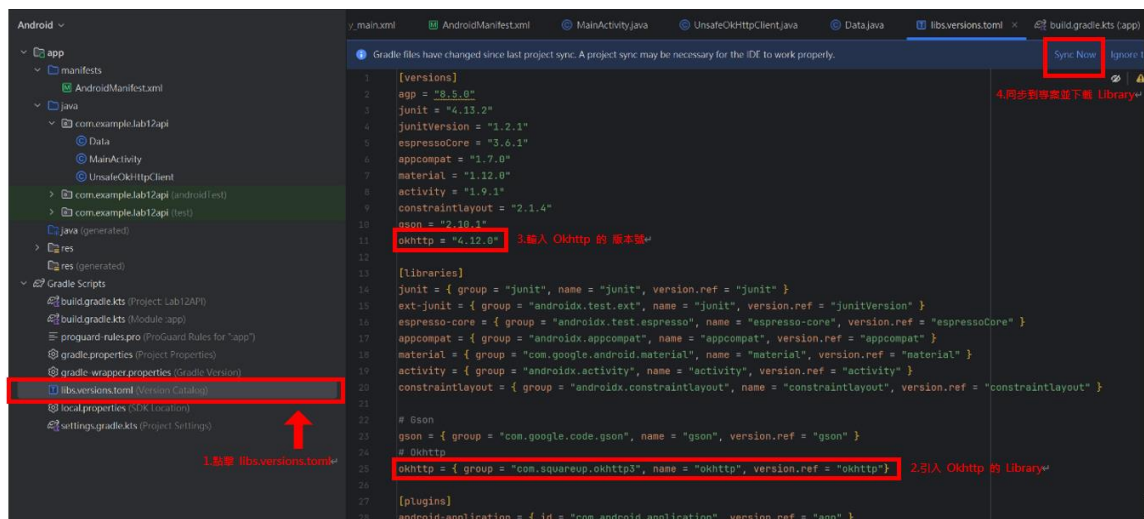 Android
y_main.xml
AndroidManifest.xml
MainActivity.java
UnsafeOkHttpClient.java
Data.java
libs.versions.toml
build.gradle.kts (:app)
Gradle files have changed since last project sync. A project sync may be necessary for the IDE to work properly.
Sync Now
Ignore t
app
manifests
AndroidManifest.xml
java
com.example.lab12api
Data
MainActivity
UnsafeOkHttpClient
com.example.lab12api (androidTest)
com.example.lab12api (test)
java (generated)
res
res (generated)
Gradle Scripts
build.gradle.kts (Project: Lab12API)
build.gradle.kts (Module :app)
proguard-rules.pro (ProGuard Rules for ":app")
gradle.properties (Project Properties)
gradle-wrapper.properties (Gradle Version)
libs.versions.toml (Version Catalog)
local.properties (SDK Location)
settings.gradle.kts (Project Settings)
1.點擊 libs.versions.toml
1 [versions]
2 agp = "8.5.0"
3 junit = "4.13.2"
4 junitVersion = "1.2.1"
5 espressoCore = "3.6.1"
6 appcompat = "1.7.0"
7 material = "1.12.0"
8 activity = "1.9.1"
9 constraintlayout = "2.1.4"
10 gson = "2.10.1"
11 okhttp = "4.12.0"
3.輸入 Okhttp 的 版本號
4.同步到專案並下載 Library
12
13 [libraries]
14 junit = { group = "junit", name = "junit", version.ref = "junit" }
15 ext-junit = { group = "androidx.test.ext", name = "junit", version.ref = "junitVersion" }
16 espresso-core = { group = "androidx.test.espresso", name = "espresso-core", version.ref = "espressoCore" }
17 appcompat = { group = "androidx.appcompat", name = "appcompat", version.ref = "appcompat" }
18 material = { group = "com.google.android.material", name = "material", version.ref = "material" }
19 activity = { group = "androidx.activity", name = "activity", version.ref = "activity" }
20 constraintlayout = { group = "androidx.constraintlayout", name = "constraintlayout", version.ref = "constraintlayout" }
21
22 # Gson
23 gson = { group = "com.google.code.gson", name = "gson", version.ref = "gson" }
24 # Okhttp
25 okhttp = { group = "com.squareup.okhttp3", name = "okhttp", version.ref = "okhttp"}
2.引入 Okhttp 的 Library
26
27 [plugins]
28 android-application = { id = "com.android.application", version.ref = "agp" }